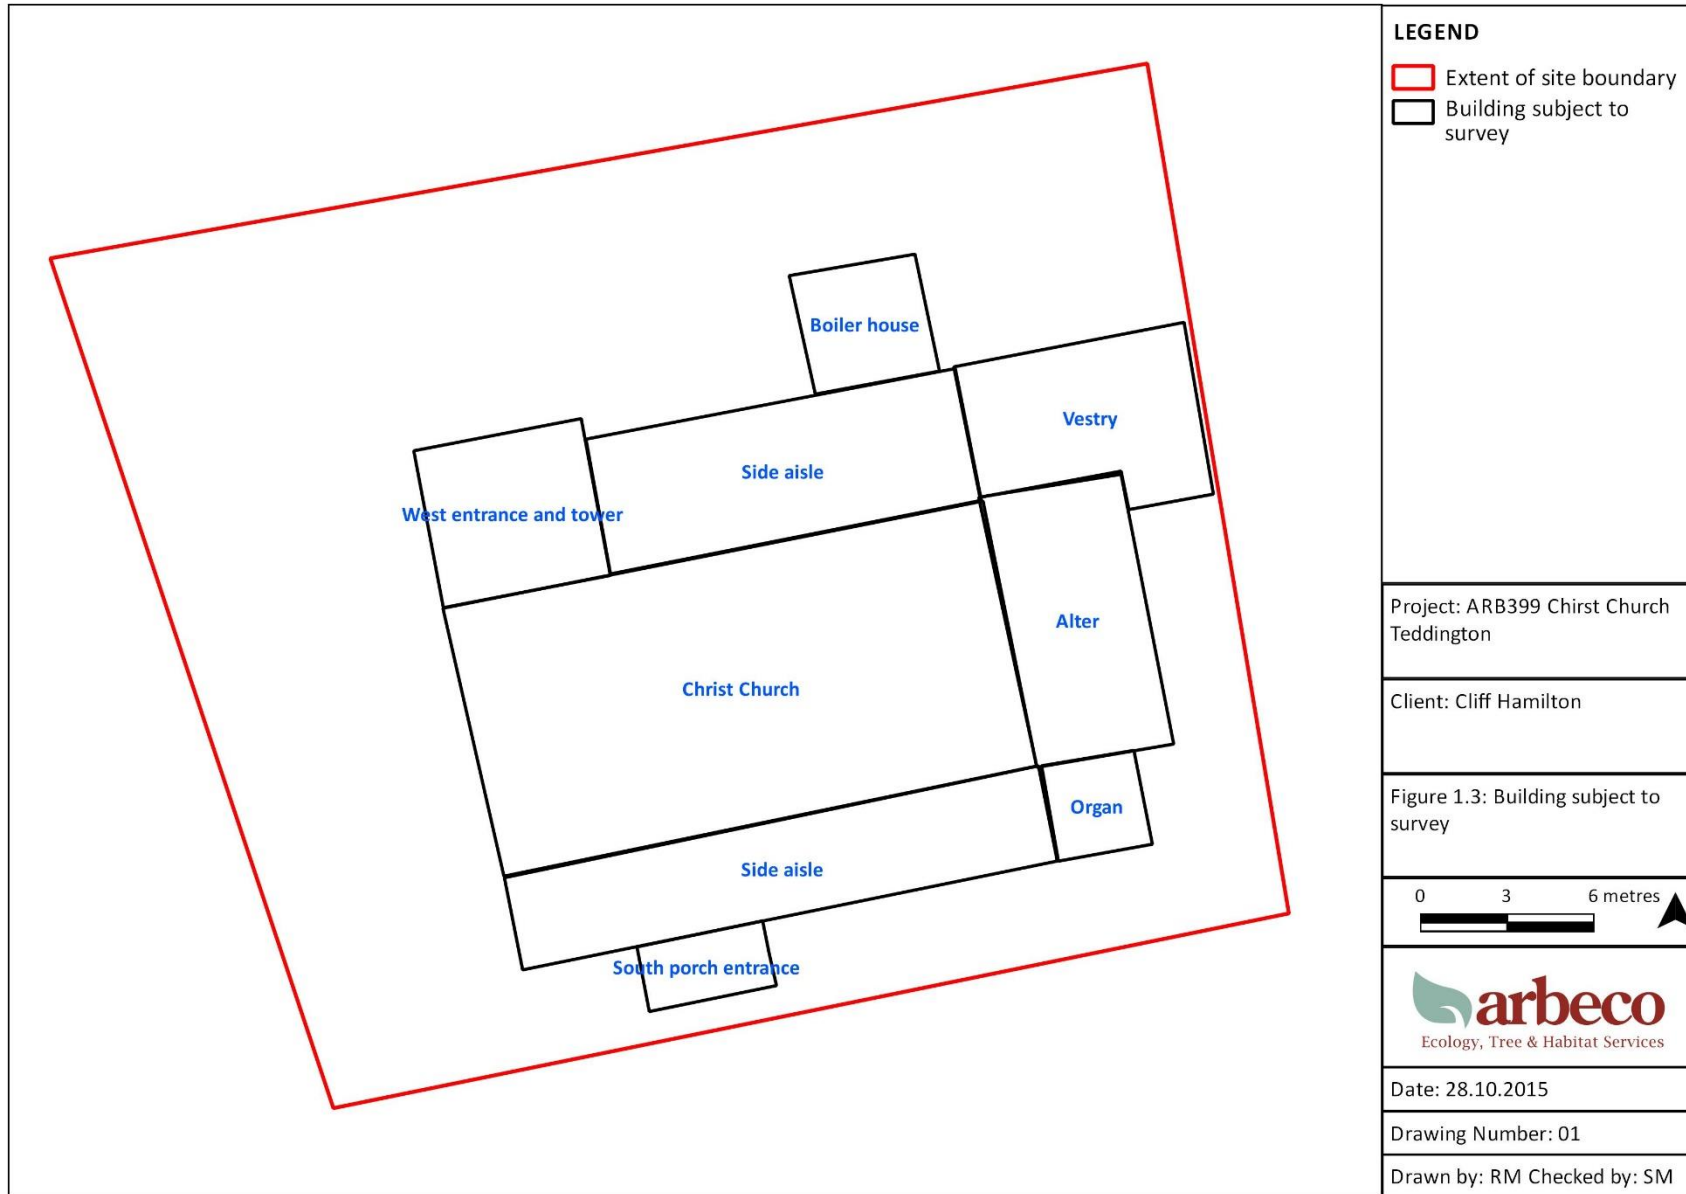 LEGEND
Extent of site boundary
Building subject to
survey
Boiler house
Vestry
Side aisle
West entrance and tower
Alter
Christ Church
Organ
Side aisle
South porch entrance
Project: ARB399 Chirst Church
Teddington
Client: Cliff Hamilton
Figure 1.3: Building subject to
survey
0 3 6 metres
arbeco
Ecology, Tree & Habitat Services
Date: 28.10.2015
Drawing Number: 01
Drawn by: RM Checked by: SM